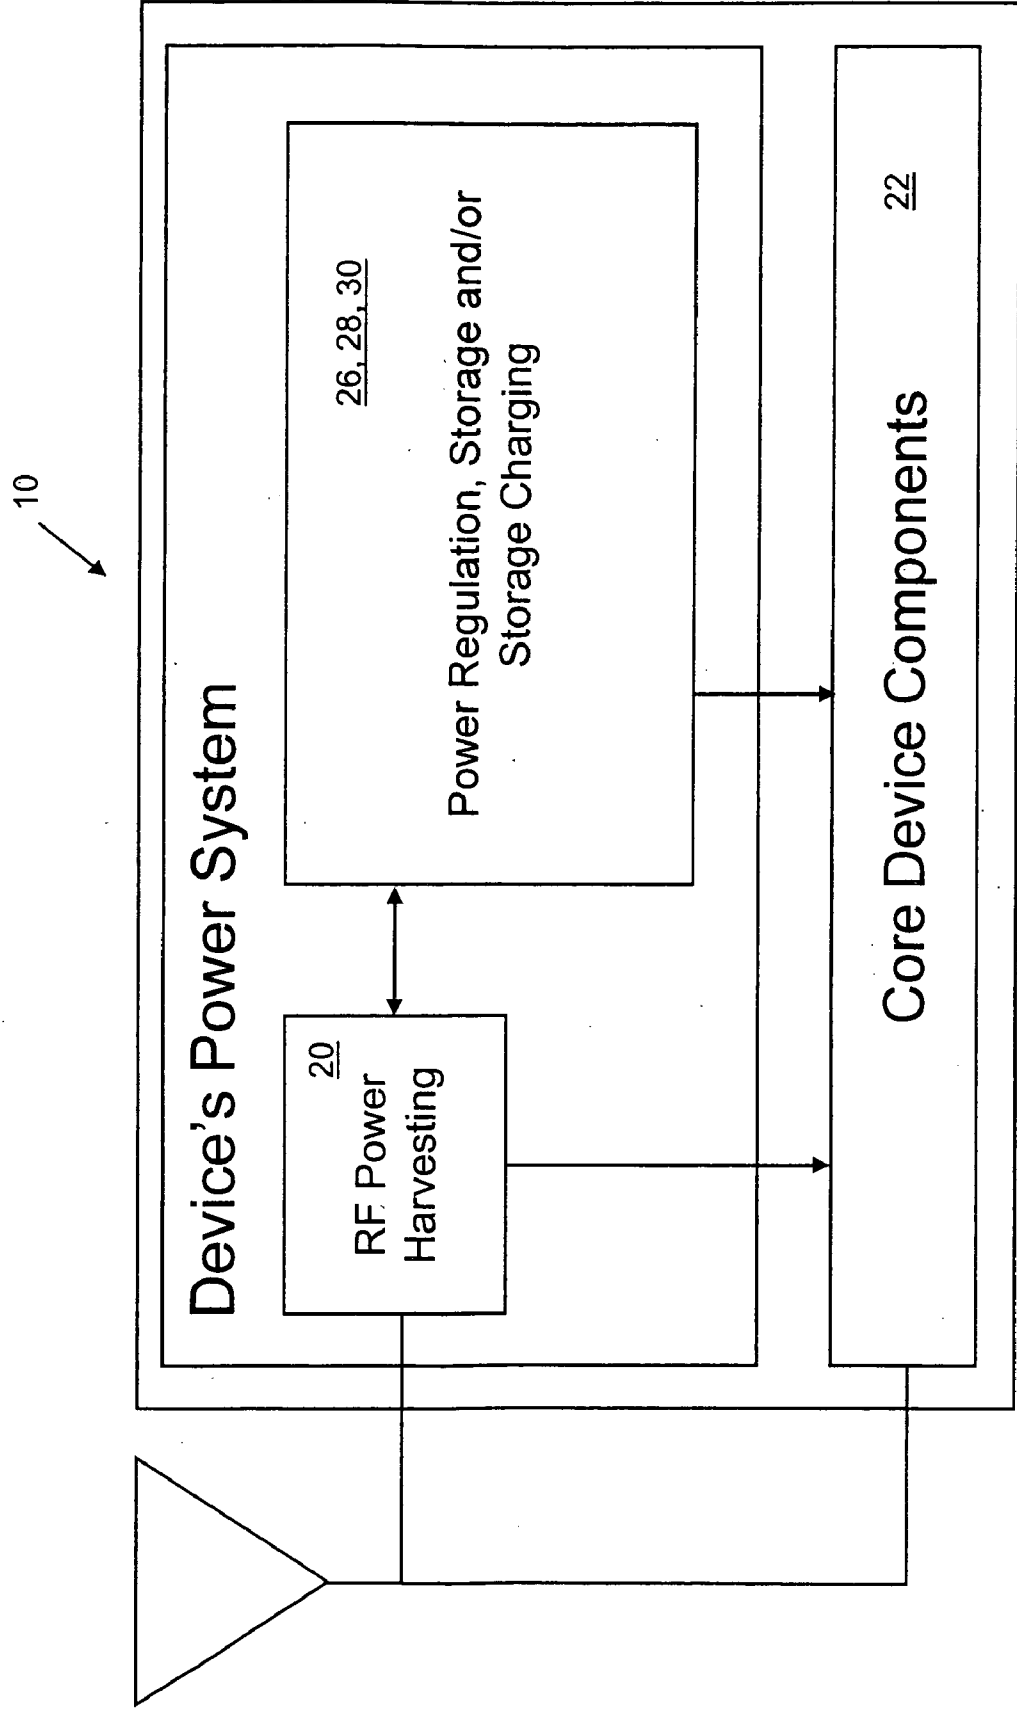 10
Device's Power System
20
RF Power
Harvesting
26, 28, 30
Power Regulation, Storage and/or
Storage Charging
Core Device Components
22